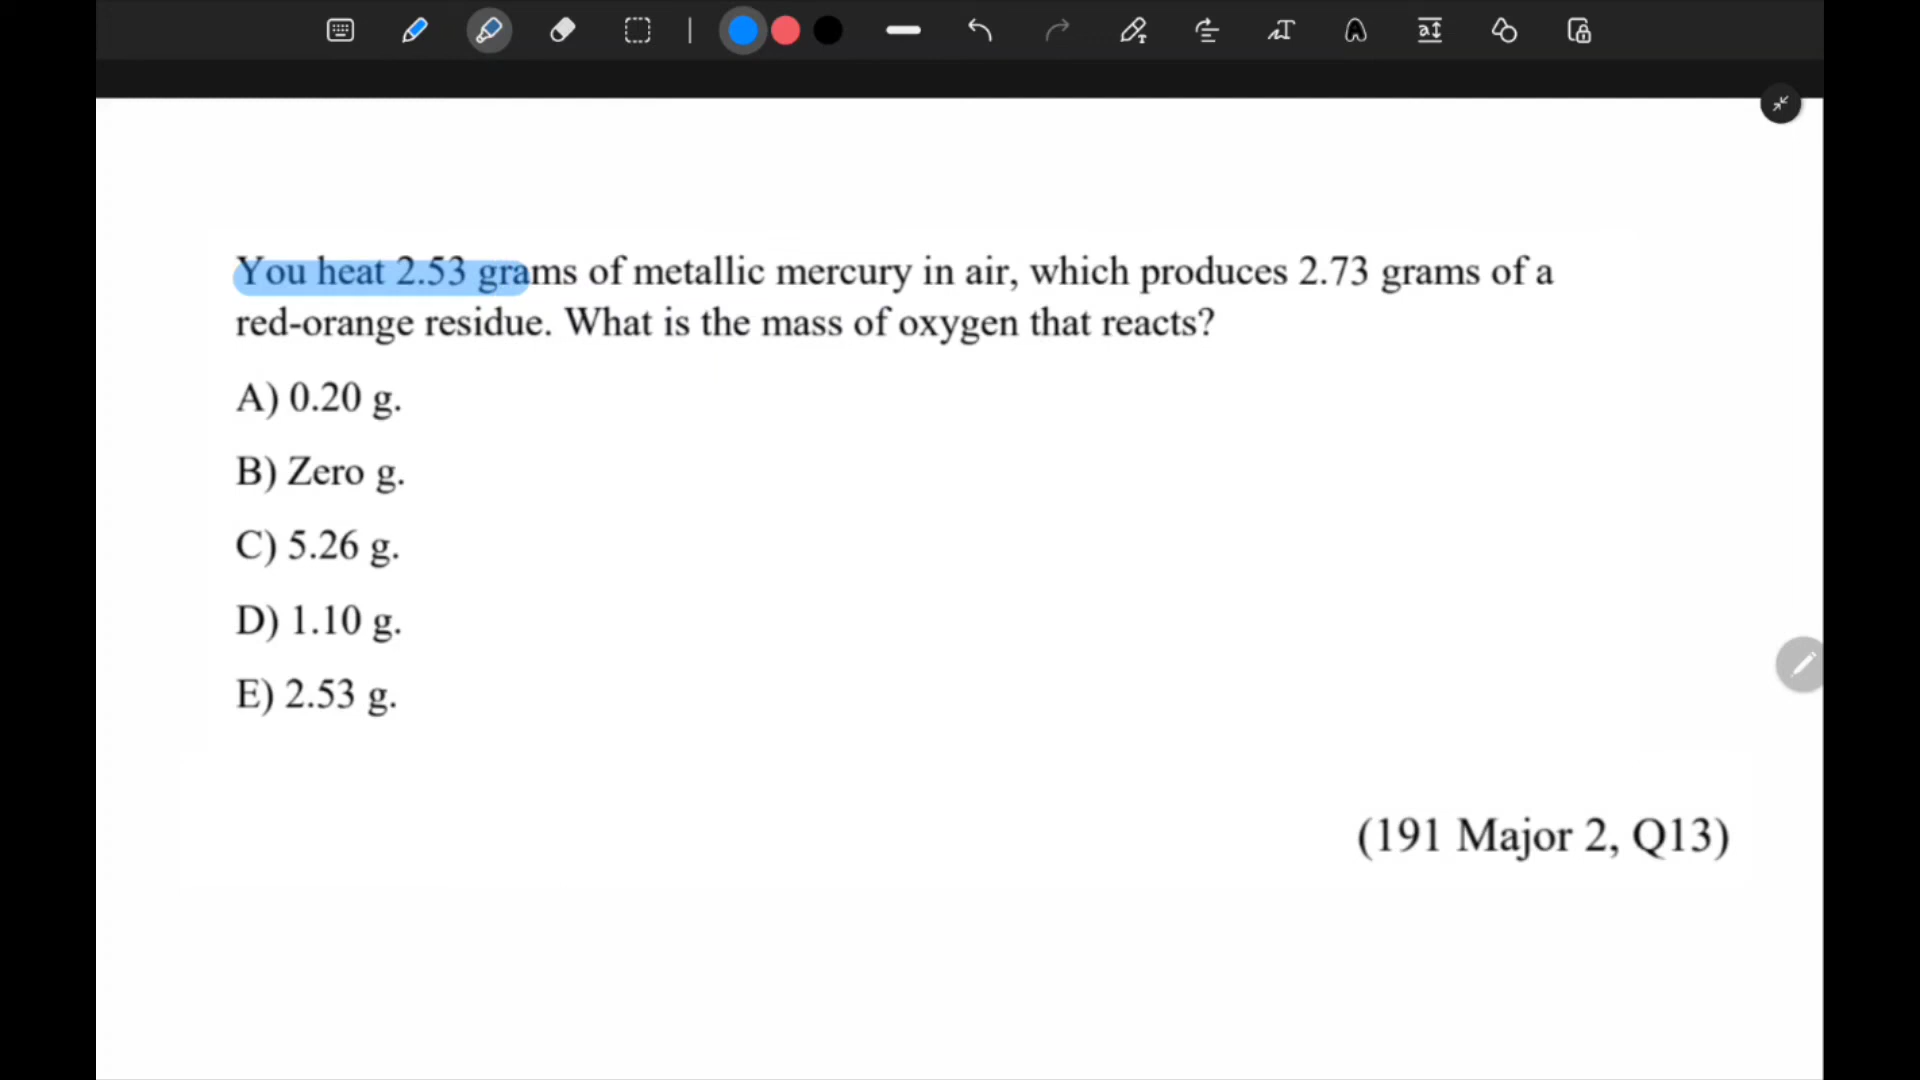 You heat 2.53 grams of metallic mercury in air, which produces 2.73 grams of a
red-orange residue. What is the mass of oxygen that reacts?
A) 0.20 g.
B) Zero g.
C) 5.26 g.
D) 1.10 g.
E) 2.53 g.
(191 Major 2, Q13)